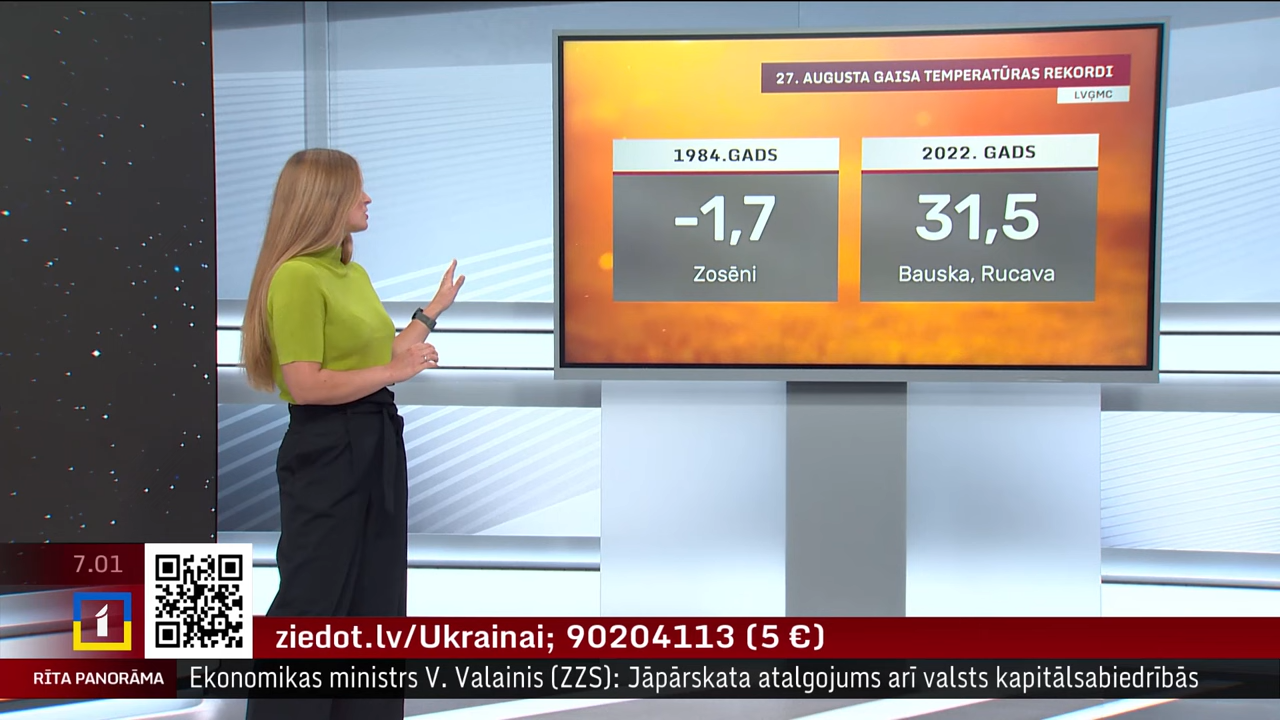 27. AUGUSTA GAISA TEMPERATŪRAS REKORDI
LVĢMC
1984.GADS
-1,7
Zosēni
2022. GADS
31,5
Bauska, Rucava
7.01
1
ziedot.lv/Ukrainai; 90204113 (5 €)
RĪTA PANORĀMA
Ekonomikas ministrs V. Valainis (ZZS): Jāpārskata atalgojums arī valsts kapitālsabiedrībās